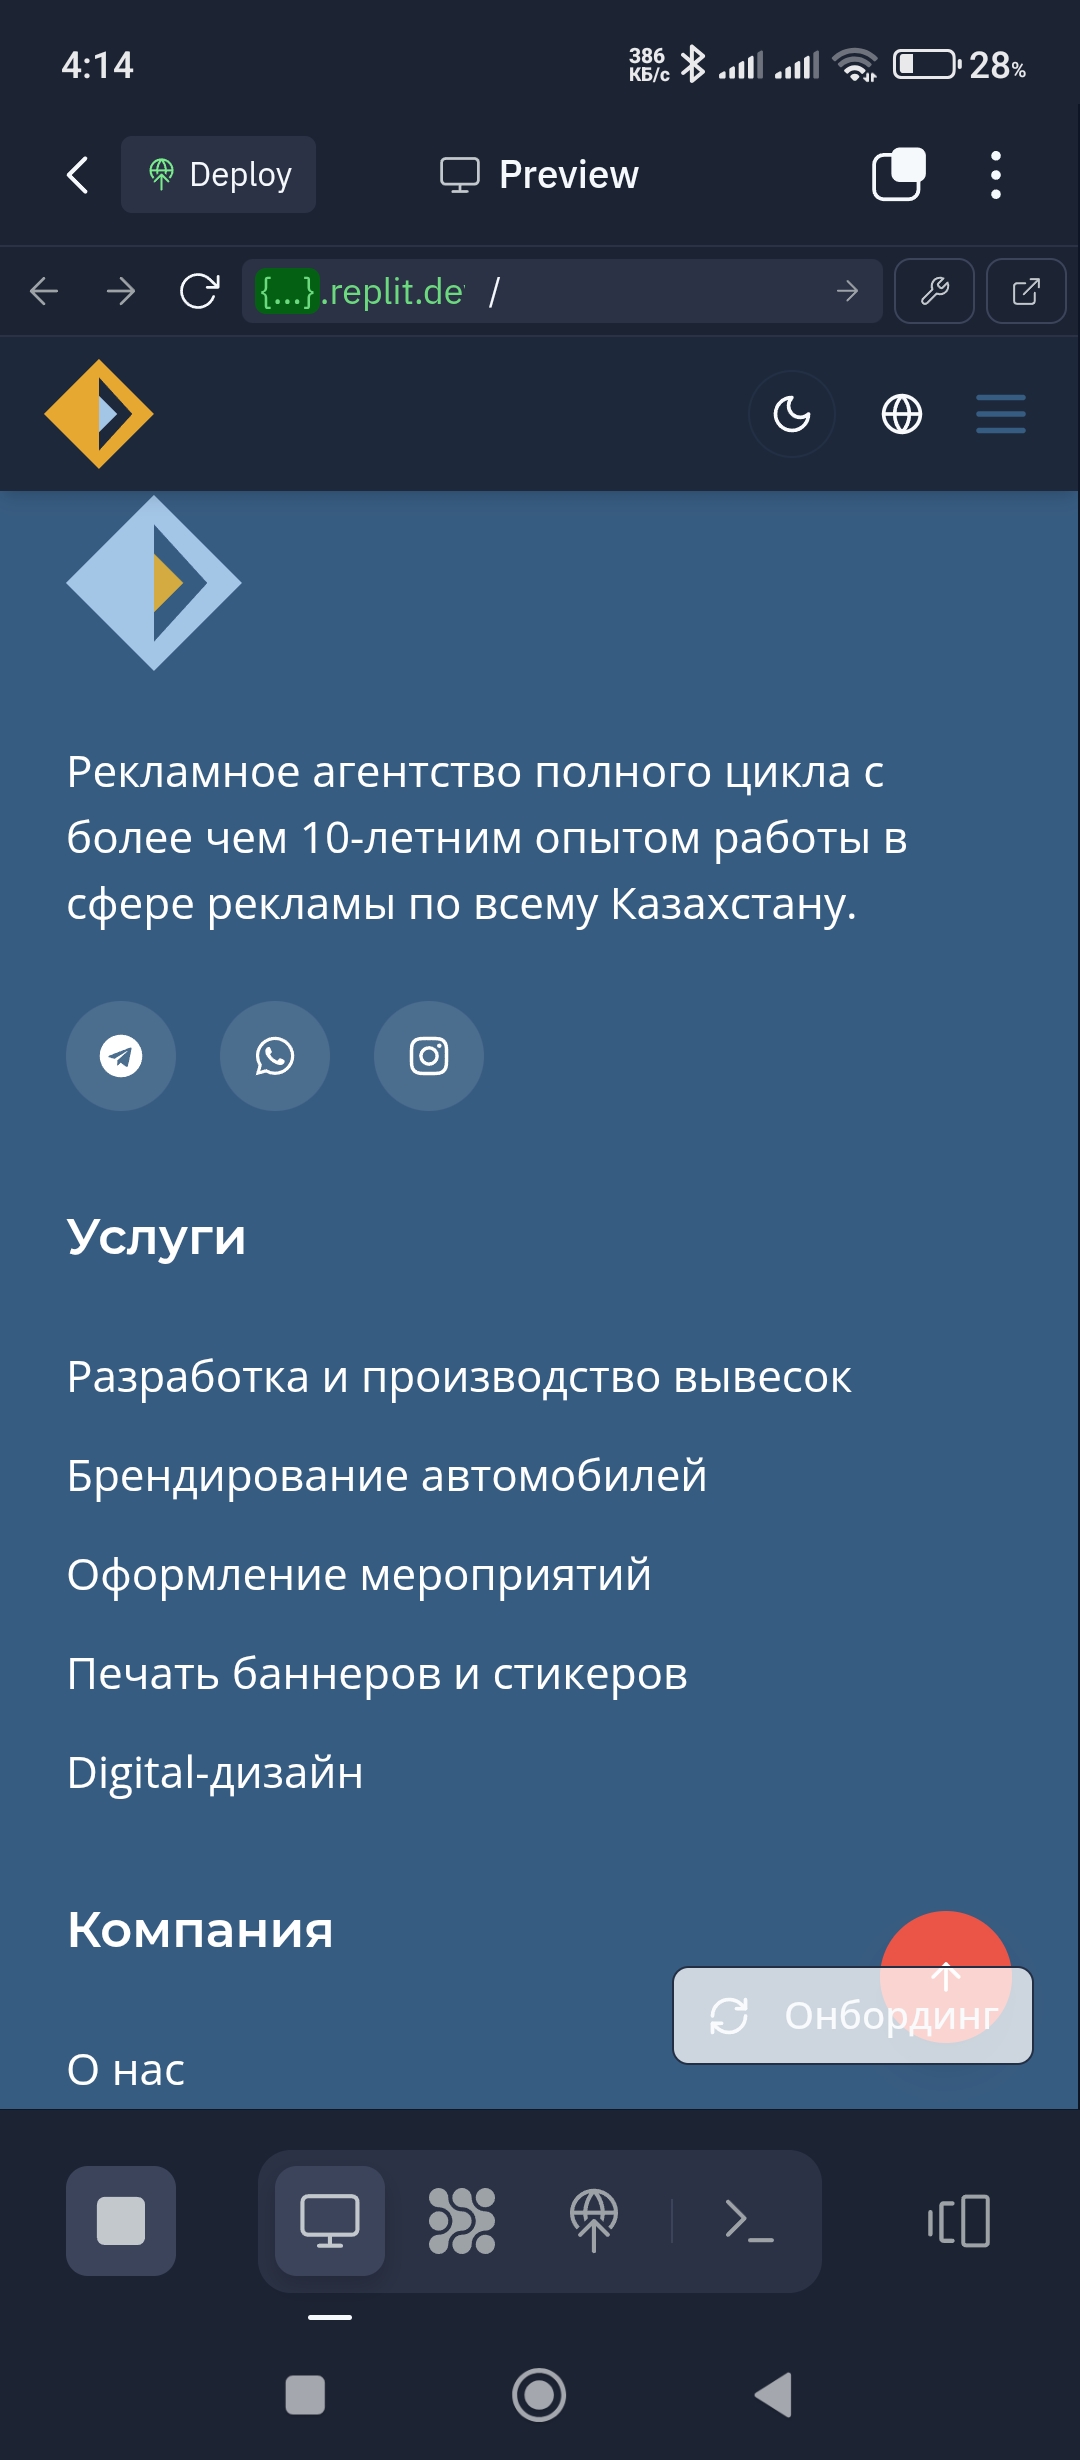 4:14
386
КБ/с
28%
Deploy
Preview
{...}.replit.de
/
Рекламное агентство полного цикла с
более чем 10-летним опытом работы в
сфере рекламы по всему Казахстану.
Услуги
Разработка и производство вывесок
Брендирование автомобилей
Оформление мероприятий
Печать баннеров и стикеров
Digital-дизайн
Компания
Онбординг
О нас